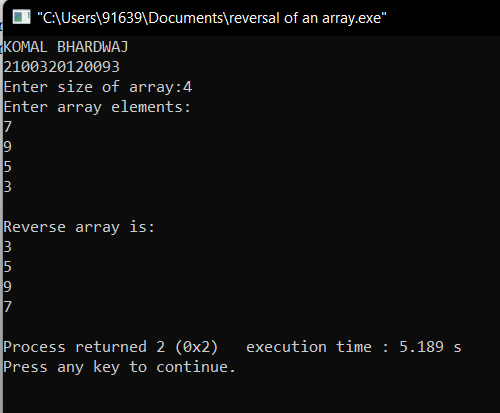 "C:\Users\91639\Documents\reversal of an array.exe"
KOMAL BHARDWAJ
2100320120093
Enter size of array:4
Enter array elements:
7
9
5
3
Reverse array is:
3
5
9
7
Process returned 2 (0x2)   execution time : 5.189 s
Press any key to continue.